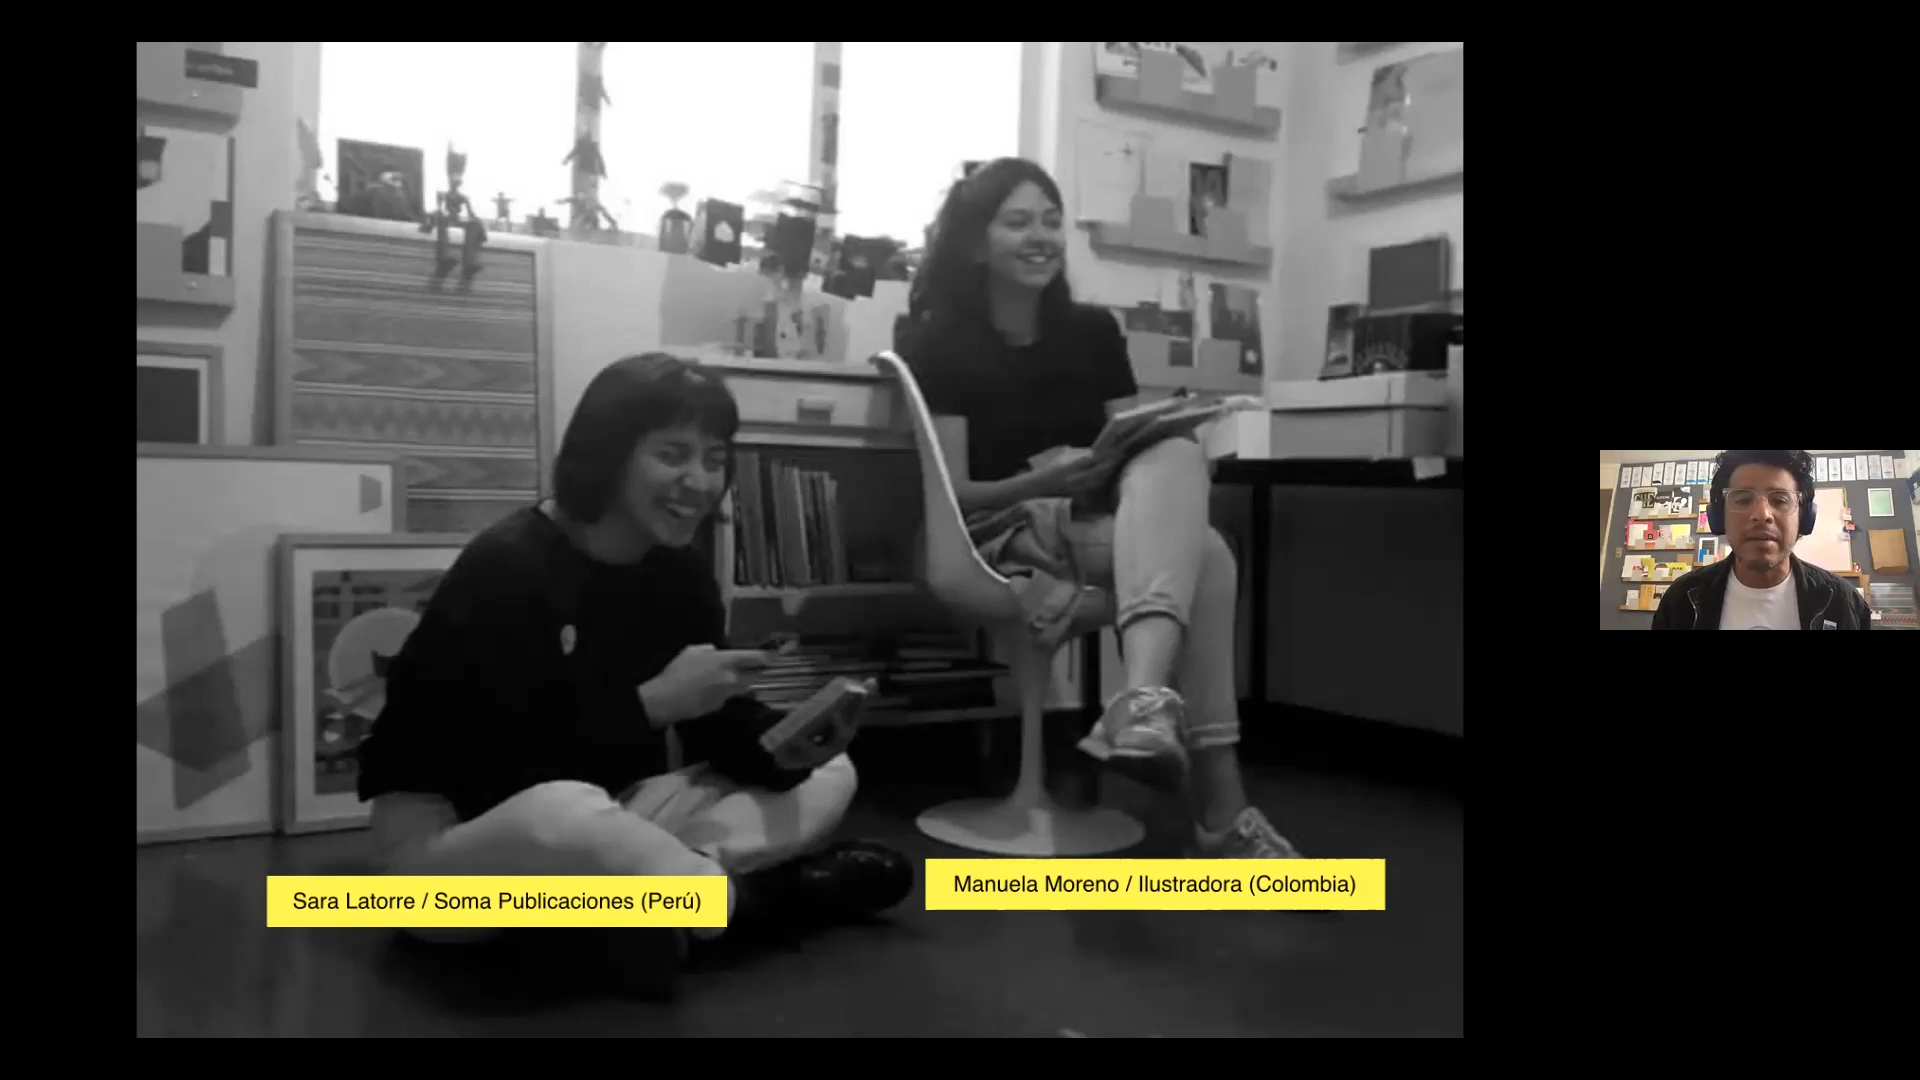 Sara Latorre / Soma Publicaciones (Perú)
Manuela Moreno / Ilustradora (Colombia)